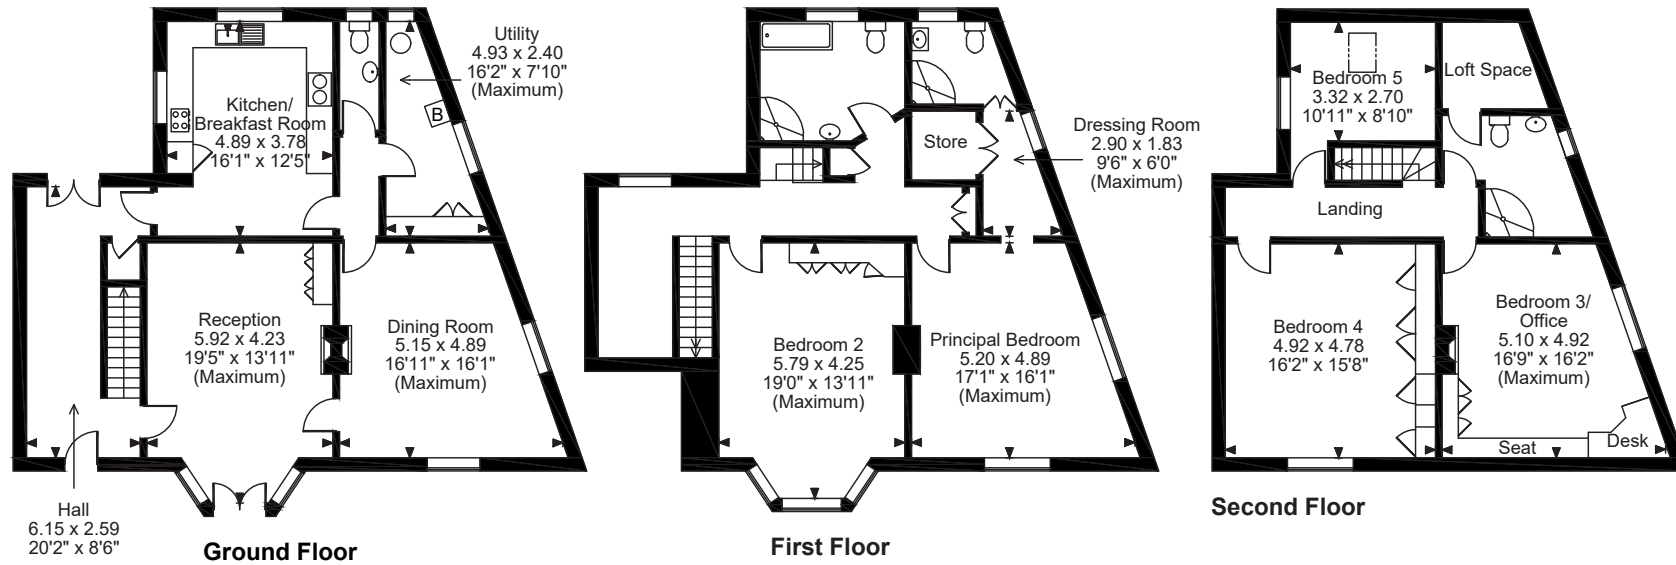 Utility
4.93 x 2.40
16'2" x 7'10"
(Maximum)
B
Kitchen/
Breakfast Room
4.89 x 3.78
16'1" x 12'5"
Reception
5.92 x 4.23
19'5" x 13'11"
(Maximum)
Dining Room
5.15 x 4.89
16'11" x 16'1"
(Maximum)
Hall
6.15 x 2.59
20'2" x 8'6"
Ground Floor
Store
Dressing Room
2.90 x 1.83
9'6" x 6'0"
(Maximum)
Bedroom 2
5.79 x 4.25
19'0" x 13'11"
(Maximum)
Principal Bedroom
5.20 x 4.89
17'1" x 16'1"
(Maximum)
First Floor
Bedroom 5
3.32 x 2.70
10'11" x 8'10"
Loft Space
Landing
Bedroom 4
4.92 x 4.78
16'2" x 15'8"
Bedroom 3/
Office
5.10 x 4.92
16'9" x 16'2"
(Maximum)
Seat
Desk
Second Floor